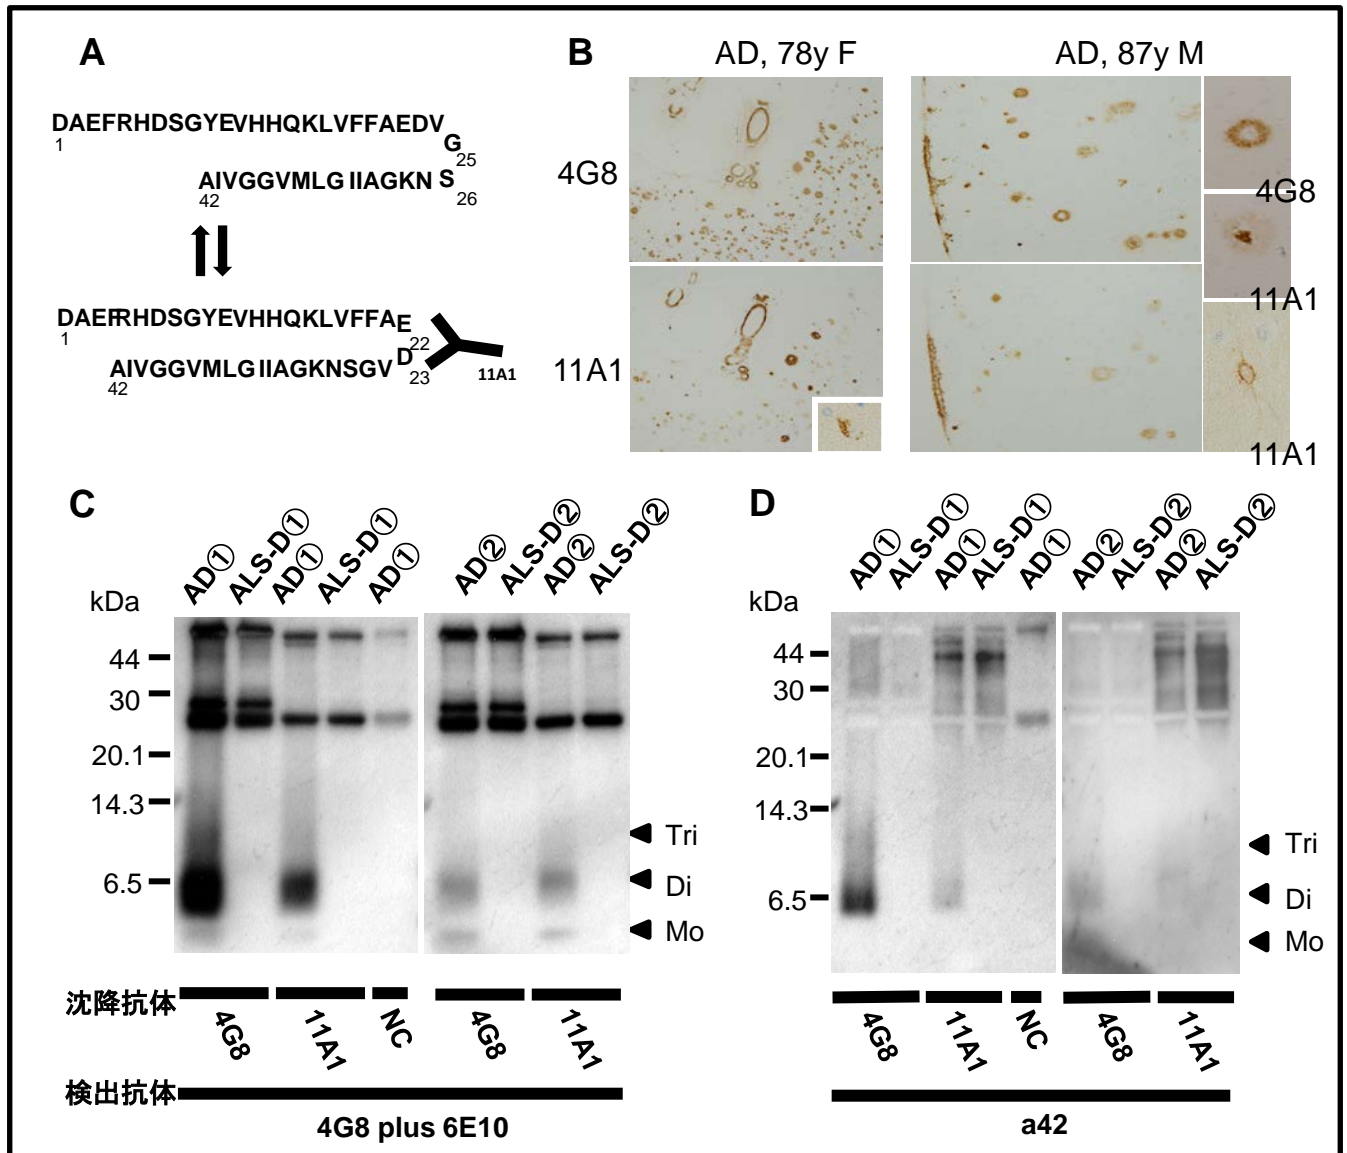 A
DAEFRHDSGYEVHHQKLVFFAEDV
1
G
25
S
26
AIVGGVMLG IIAGKN
42
DAEFRHDSGYEVHHQKLVFFA
1
E
22
D
23
AIVGGVMLG IIAGKNSGV
42
11A1
B
AD, 78y F
AD, 87y M
4G8
11A1
4G8
11A1
11A1
C
AD① ALS-D① AD① ALS-D① AD① AD② ALS-D② AD② ALS-D②
kDa
44
30
20.1
14.3
6.5
Tri
Di
Mo
沈降抗体
4G8 11A1 NC 4G8 11A1
検出抗体
4G8 plus 6E10
D
AD① ALS-D① AD① ALS-D① AD① AD② ALS-D② AD② ALS-D②
kDa
44
30
20.1
14.3
6.5
Tri
Di
Mo
4G8 11A1 NC 4G8 11A1
a42